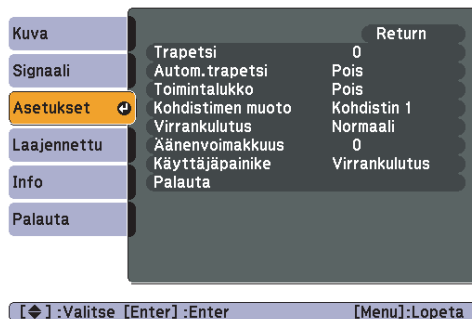 Kuva
Signaali
Asetukset
Laajennettu
Info
Palauta
Return
Trapetsi 0
Autom.trapetsi Pois
Toimintalukko Pois
Kohdistimen muoto Kohdistin 1
Virrankulutus Normaali
Äänenvoimakkuus 0
Käyttäjäpainike Virrankulutus
Palauta
[◆] :Valitse [Enter] :Enter [Menu]:Lopeta